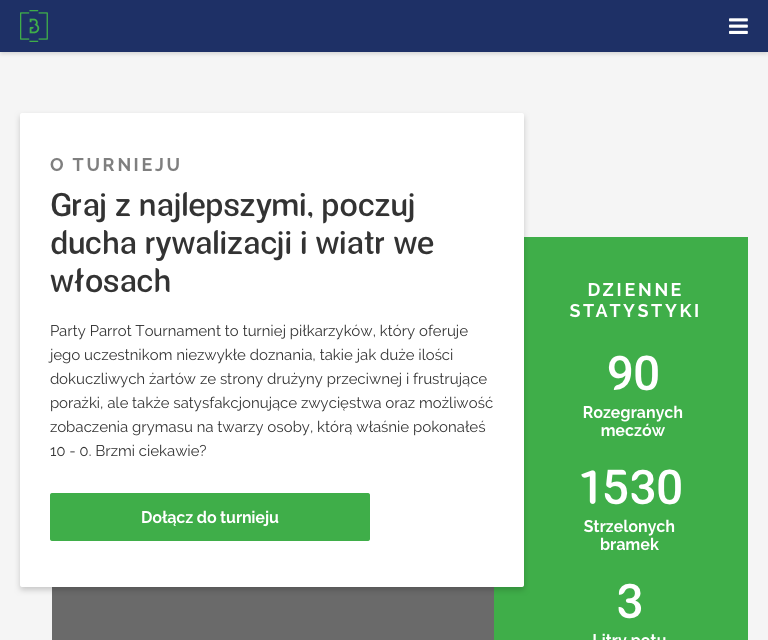 O TURNIEJU
Graj z najlepszymi, poczuj
ducha rywalizacji i wiatr we
włosach
Party Parrot Tournament to turniej piłkarzyków, który oferuje
jego uczestnikom niezwykłe doznania, takie jak duże ilości
dokuczliwych żartów ze strony drużyny przeciwnej i frustrujące
porażki, ale także satysfakcjonujące zwycięstwa oraz możliwość
zobaczenia grymasu na twarzy osoby, którą właśnie pokonałeś
10 - 0. Brzmi ciekawie?
Dołącz do turnieju
DZIENNE
STATYSTYKI
90
Rozegranych
meczów
1530
Strzelonych
bramek
3
Litry potu